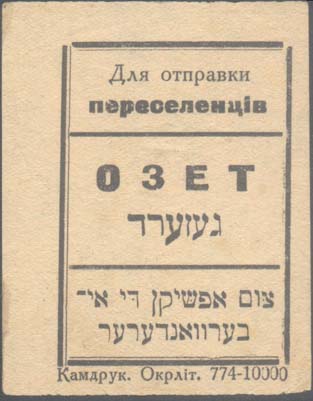 Для отправки
переселенців
ОЗЕТ
געזערד
צום אפשיקן די אי־
בערוואנדערער
Камдрук. Окрліт. 774-10000